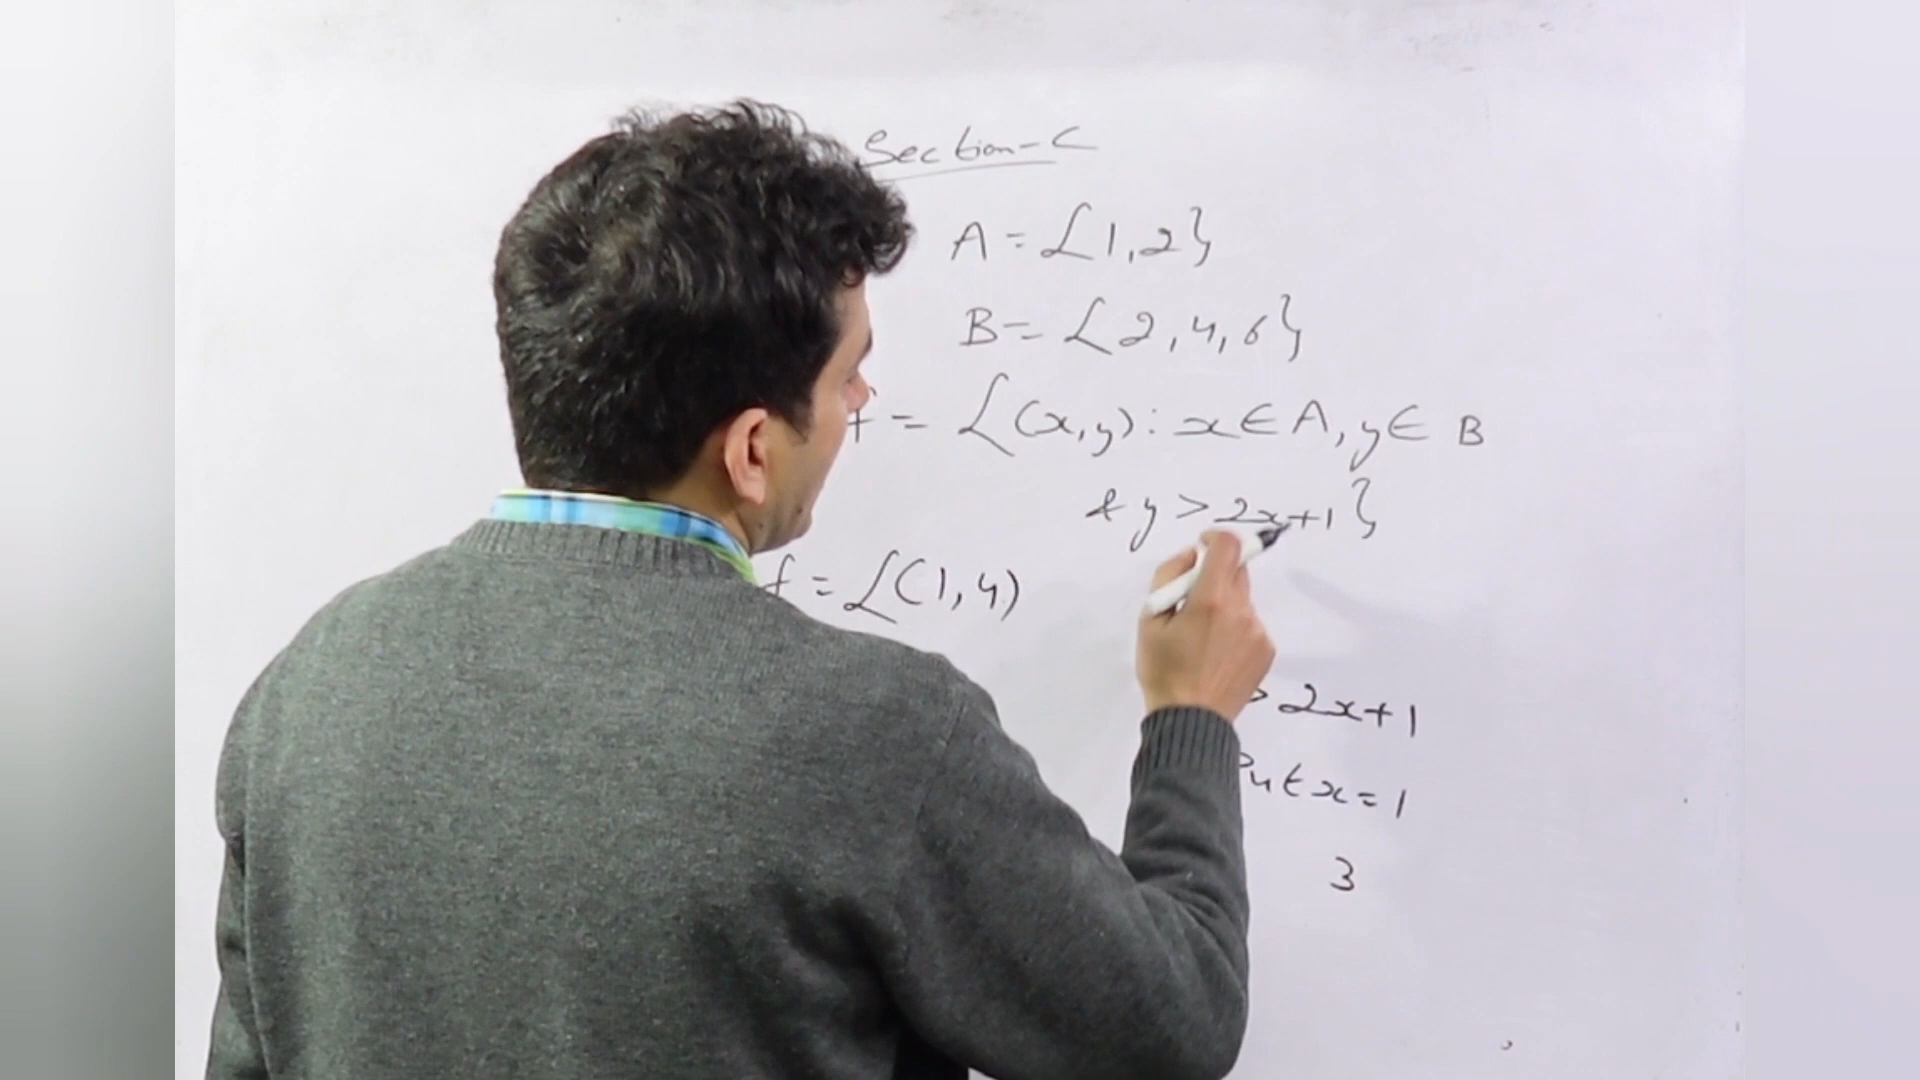 Section-C
A = {1,2}
B = {2,4,6}
f = {(x,y): x ∈ A, y ∈ B
& y > 2x+1}
f = {(1,4)
> 2x+1
Put x = 1
3